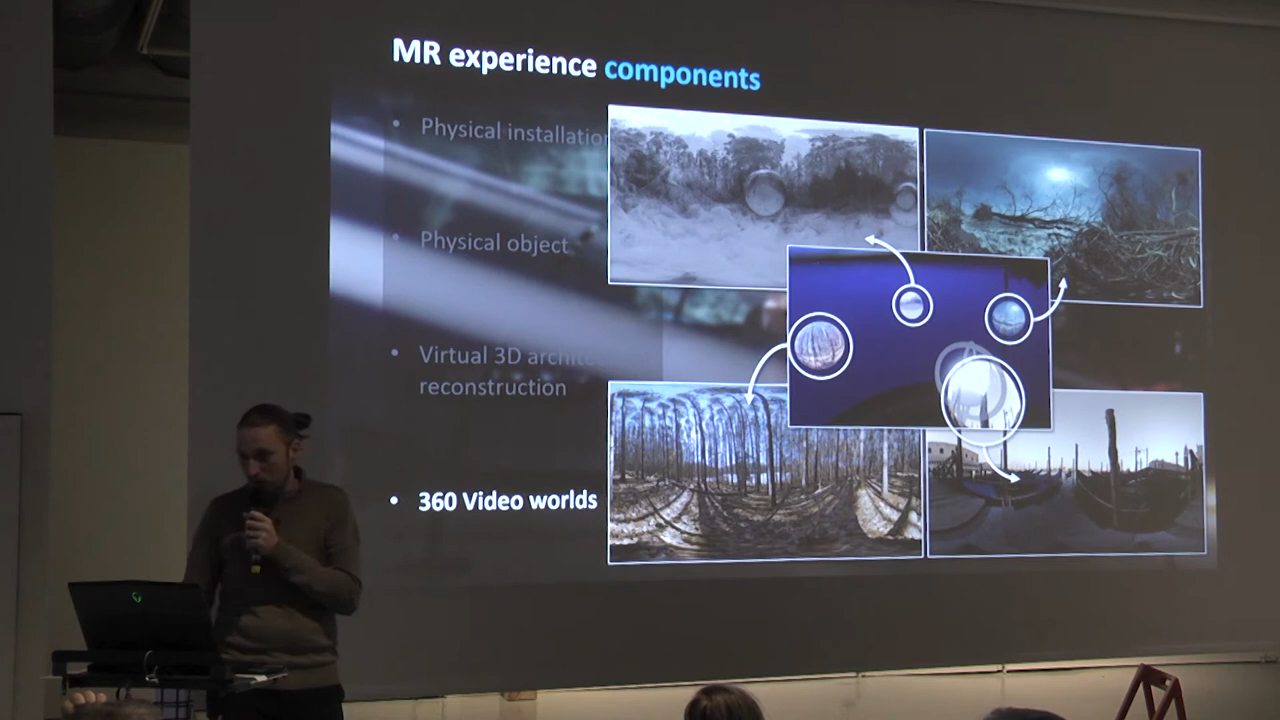 MR experience components
• Physical installation
• Physical object
• Virtual 3D archite
reconstruction
• 360 Video worlds